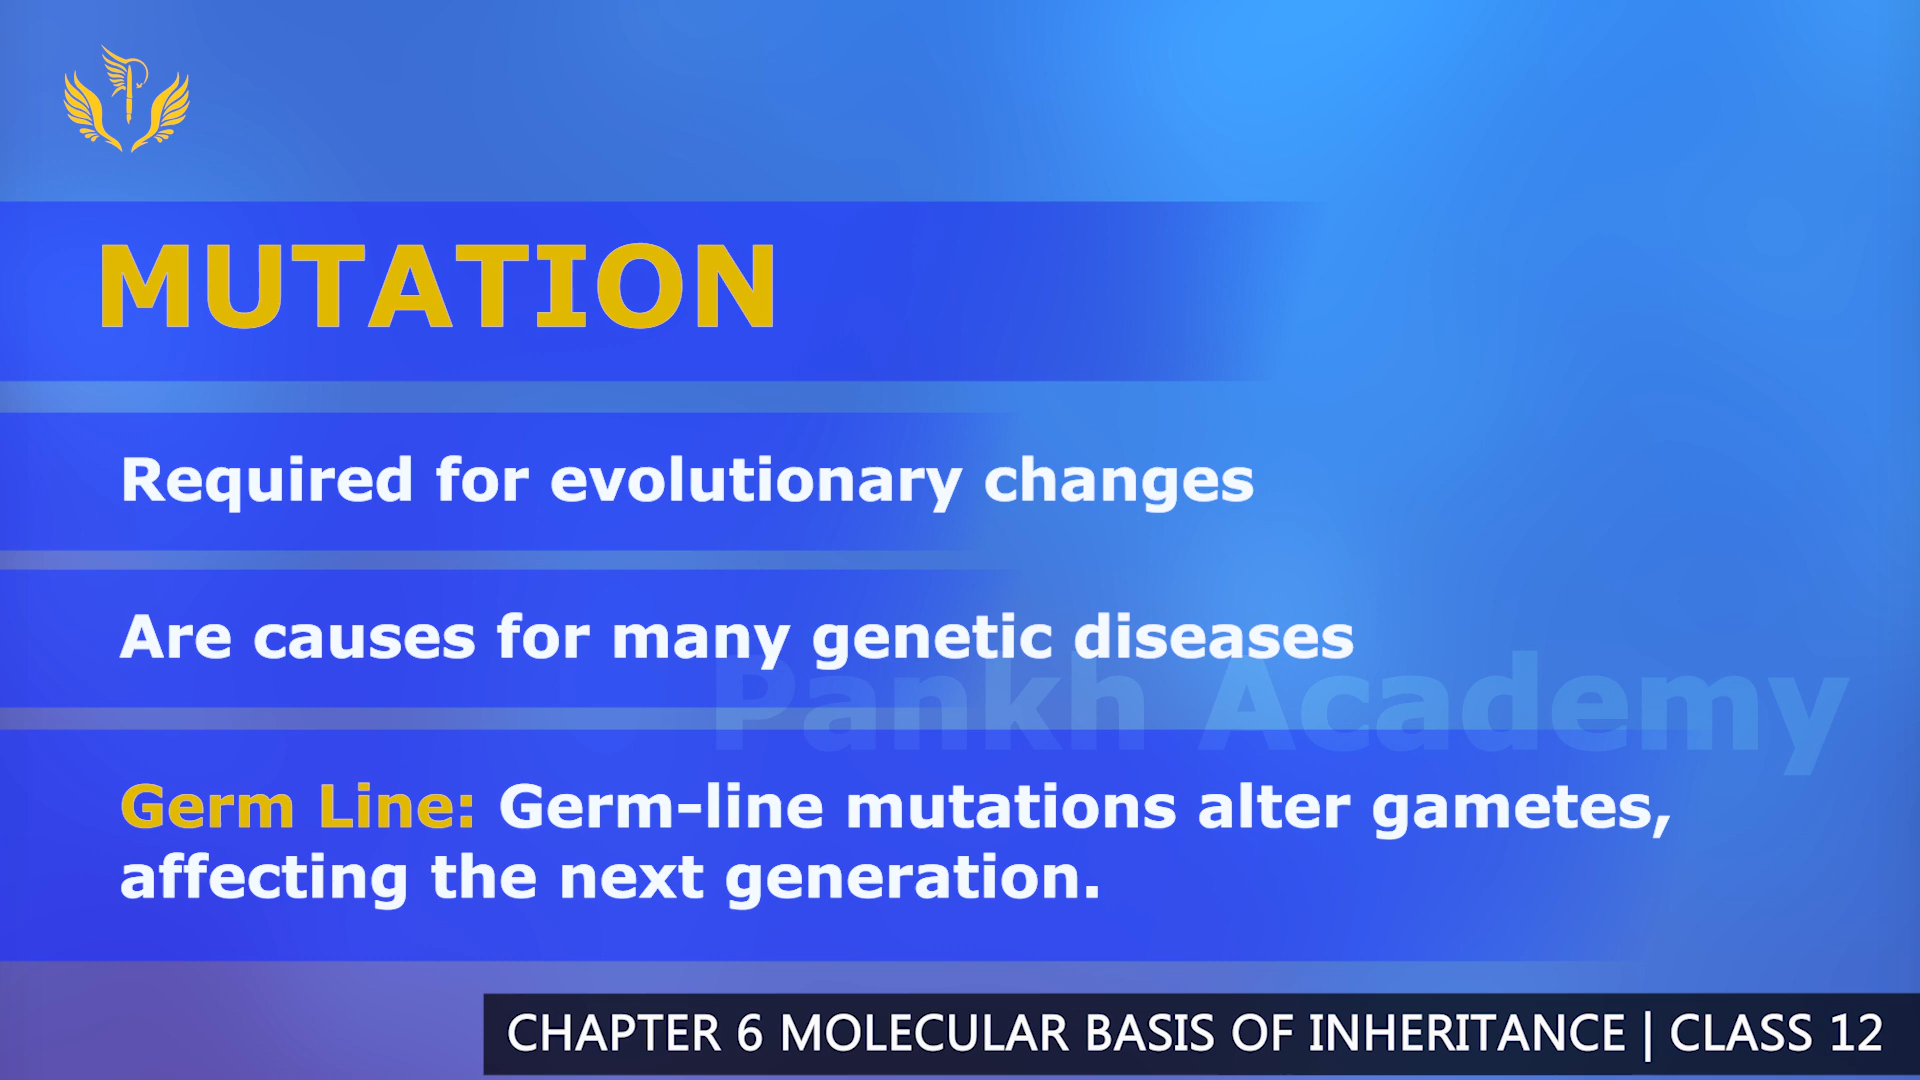 MUTATION
Required for evolutionary changes
Are causes for many genetic diseases
Pankh Academy
Germ Line: Germ-line mutations alter gametes,
affecting the next generation.
CHAPTER 6 MOLECULAR BASIS OF INHERITANCE | CLASS 12